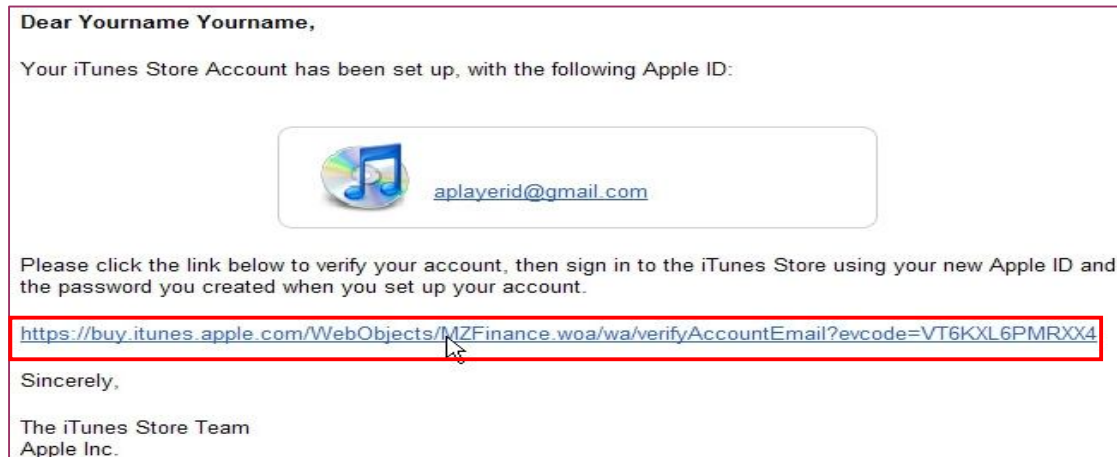 Dear Yourname Yourname,
Your iTunes Store Account has been set up, with the following Apple ID:
aplayerid@gmail.com
Please click the link below to verify your account, then sign in to the iTunes Store using your new Apple ID and
the password you created when you set up your account.
https://buy.itunes.apple.com/WebObjects/MZFinance.woa/wa/verifyAccountEmail?evcode=VT6KXL6PMRXX4
Sincerely,
The iTunes Store Team
Apple Inc.